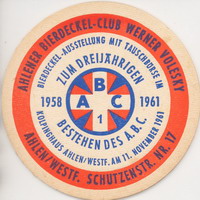 AHLENER BIERDECKEL-CLUB WERNER VOLESKY
BIERDECKEL-AUSSTELLUNG MIT TAUSCHBÖRSE IM
ZUM DREIJÄHRIGEN
1958
B
1961
A
C
1
BESTEHEN DES A.B.C.
KOLPINGHAUS AHLEN/WESTF. AM 11. NOVEMBER 1961
AHLEN/WESTF. SCHÜTZENSTR. NR. 17